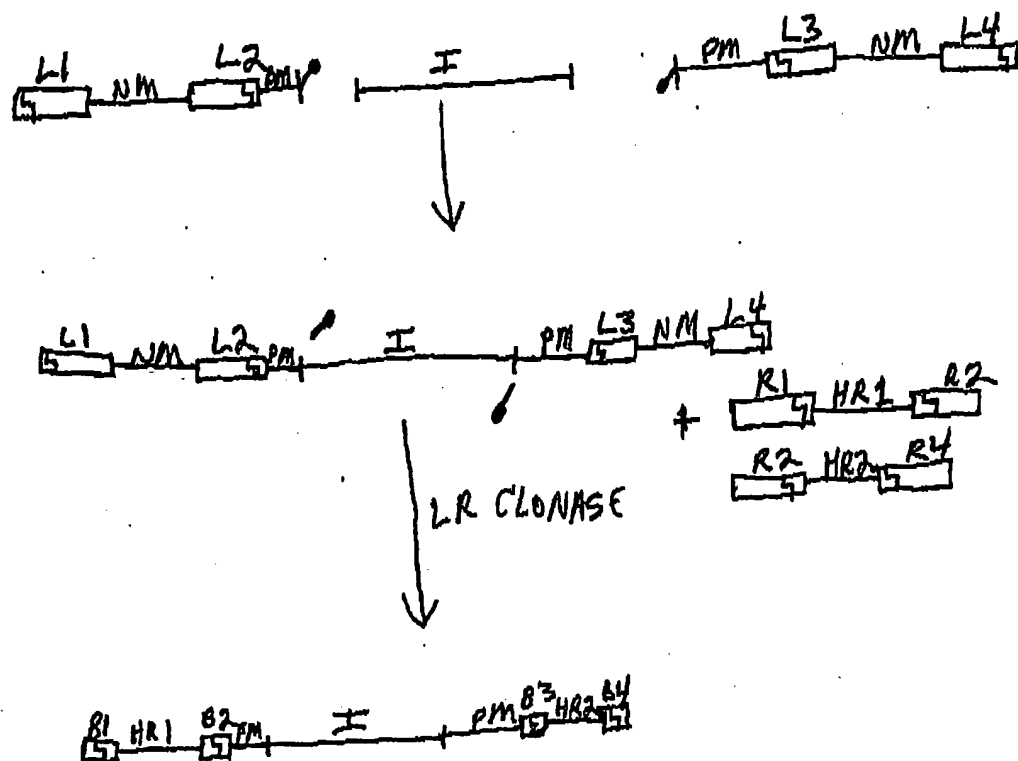 L1 NM L2 PM I PM L3 NM L4
L1 NM L2 PM I PM L3 NM L4
+ R1 HR1 R2
R2 HR2 R4
LR CLONASE
B1 HR1 B2 PM I PM B3 HR2 B4